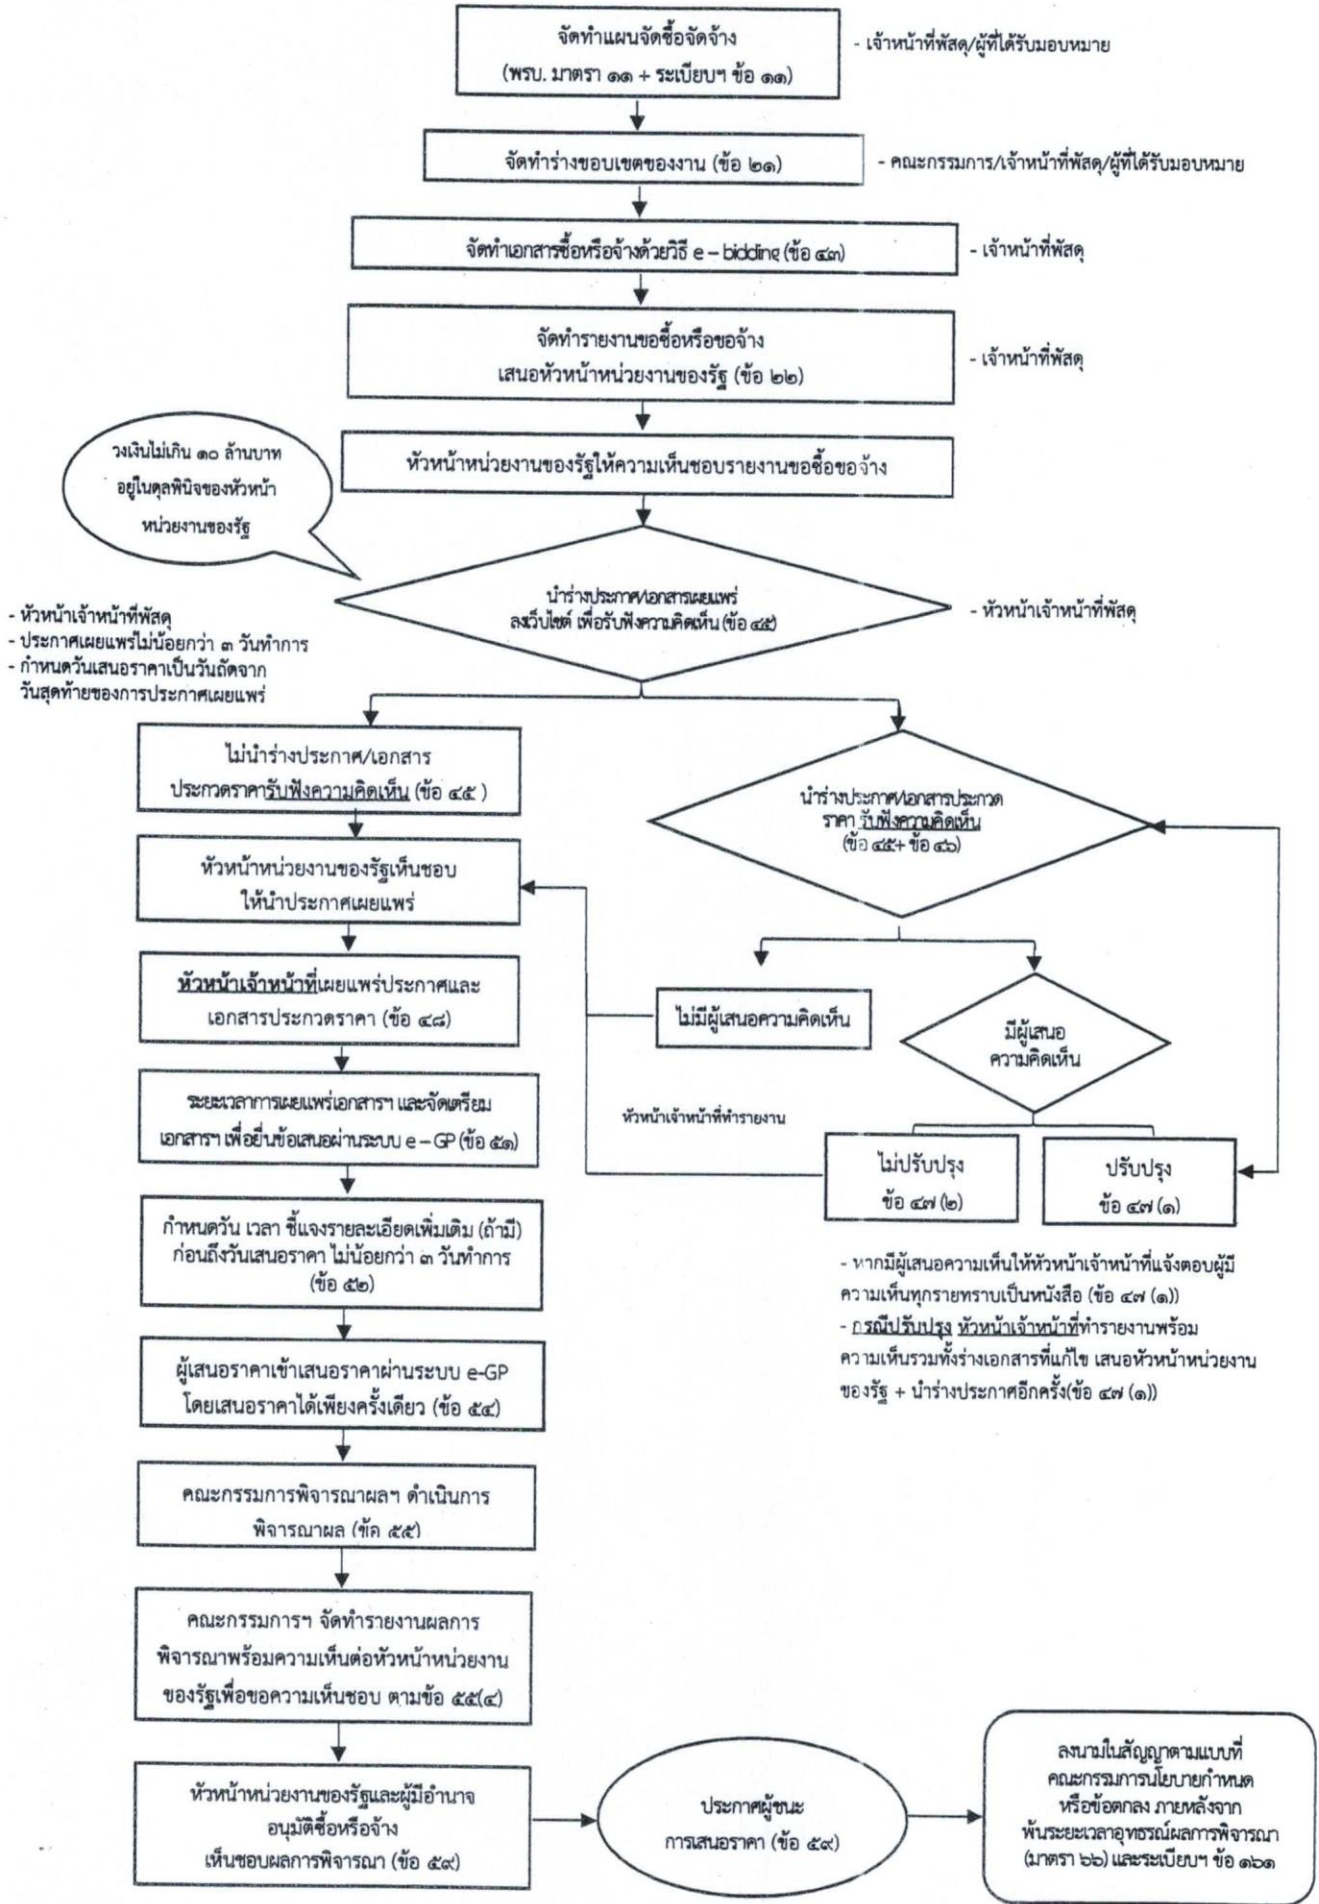 จัดทำแผนจัดซื้อจัดจ้าง
(พรบ. มาตรา ๑๑ + ระเบียบฯ ข้อ ๑๑)
- เจ้าหน้าที่พัสดุ/ผู้ที่ได้รับมอบหมาย
จัดทำร่างขอบเขตของงาน (ข้อ ๒๑)
- คณะกรรมการ/เจ้าหน้าที่พัสดุ/ผู้ที่ได้รับมอบหมาย
จัดทำเอกสารซื้อหรือจ้างด้วยวิธี e – bidding (ข้อ ๔๓)
- เจ้าหน้าที่พัสดุ
จัดทำรายงานขอซื้อหรือขอจ้าง
เสนอหัวหน้าหน่วยงานของรัฐ (ข้อ ๒๒)
- เจ้าหน้าที่พัสดุ
หัวหน้าหน่วยงานของรัฐให้ความเห็นชอบรายงานขอซื้อขอจ้าง
วงเงินไม่เกิน ๑๐ ล้านบาท
อยู่ในดุลพินิจของหัวหน้า
หน่วยงานของรัฐ
นำร่างประกาศ/เอกสารเผยแพร่
ลงเว็บไซต์ เพื่อรับฟังความคิดเห็น (ข้อ ๔๕)
- หัวหน้าเจ้าหน้าที่พัสดุ
- หัวหน้าเจ้าหน้าที่พัสดุ
- ประกาศเผยแพร่ไม่น้อยกว่า ๓ วันทำการ
- กำหนดวันเสนอราคาเป็นวันถัดจาก
วันสุดท้ายของการประกาศเผยแพร่
ไม่นำร่างประกาศ/เอกสาร
ประกวดราคารับฟังความคิดเห็น (ข้อ ๔๕ )
นำร่างประกาศ/เอกสารประกวด
ราคา รับฟังความคิดเห็น
(ข้อ ๔๕+ ข้อ ๔๖)
หัวหน้าหน่วยงานของรัฐเห็นชอบ
ให้นำประกาศเผยแพร่
หัวหน้าเจ้าหน้าที่เผยแพร่ประกาศและ
เอกสารประกวดราคา (ข้อ ๔๘)
ไม่มีผู้เสนอความคิดเห็น
มีผู้เสนอ
ความคิดเห็น
ระยะเวลาการเผยแพร่เอกสารฯ และจัดเตรียม
เอกสารฯ เพื่อยื่นข้อเสนอผ่านระบบ e – GP (ข้อ ๕๑)
หัวหน้าเจ้าหน้าที่ทำรายงาน
ไม่ปรับปรุง
ข้อ ๔๗ (๒)
ปรับปรุง
ข้อ ๔๗ (๑)
กำหนดวัน เวลา ชี้แจงรายละเอียดเพิ่มเติม (ถ้ามี)
ก่อนถึงวันเสนอราคา ไม่น้อยกว่า ๓ วันทำการ
(ข้อ ๕๒)
- หากมีผู้เสนอความเห็นให้หัวหน้าเจ้าหน้าที่แจ้งตอบผู้มี
ความเห็นทุกรายทราบเป็นหนังสือ (ข้อ ๔๗ (๑))
- กรณีปรับปรุง หัวหน้าเจ้าหน้าที่ทำรายงานพร้อม
ความเห็นรวมทั้งร่างเอกสารที่แก้ไข เสนอหัวหน้าหน่วยงาน
ของรัฐ + นำร่างประกาศอีกครั้ง(ข้อ ๔๗ (๑))
ผู้เสนอราคาเข้าเสนอราคาผ่านระบบ e-GP
โดยเสนอราคาได้เพียงครั้งเดียว (ข้อ ๕๔)
คณะกรรมการพิจารณาผลฯ ดำเนินการ
พิจารณาผล (ข้อ ๕๕)
คณะกรรมการฯ จัดทำรายงานผลการ
พิจารณาพร้อมความเห็นต่อหัวหน้าหน่วยงาน
ของรัฐเพื่อขอความเห็นชอบ ตามข้อ ๕๕(๔)
หัวหน้าหน่วยงานของรัฐและผู้มีอำนาจ
อนุมัติซื้อหรือจ้าง
เห็นชอบผลการพิจารณา (ข้อ ๕๙)
ประกาศผู้ชนะ
การเสนอราคา (ข้อ ๕๙)
ลงนามในสัญญาตามแบบที่
คณะกรรมการนโยบายกำหนด
หรือข้อตกลง ภายหลังจาก
พ้นระยะเวลาอุทธรณ์ผลการพิจารณา
(มาตรา ๖๖) และระเบียบฯ ข้อ ๑๖๑